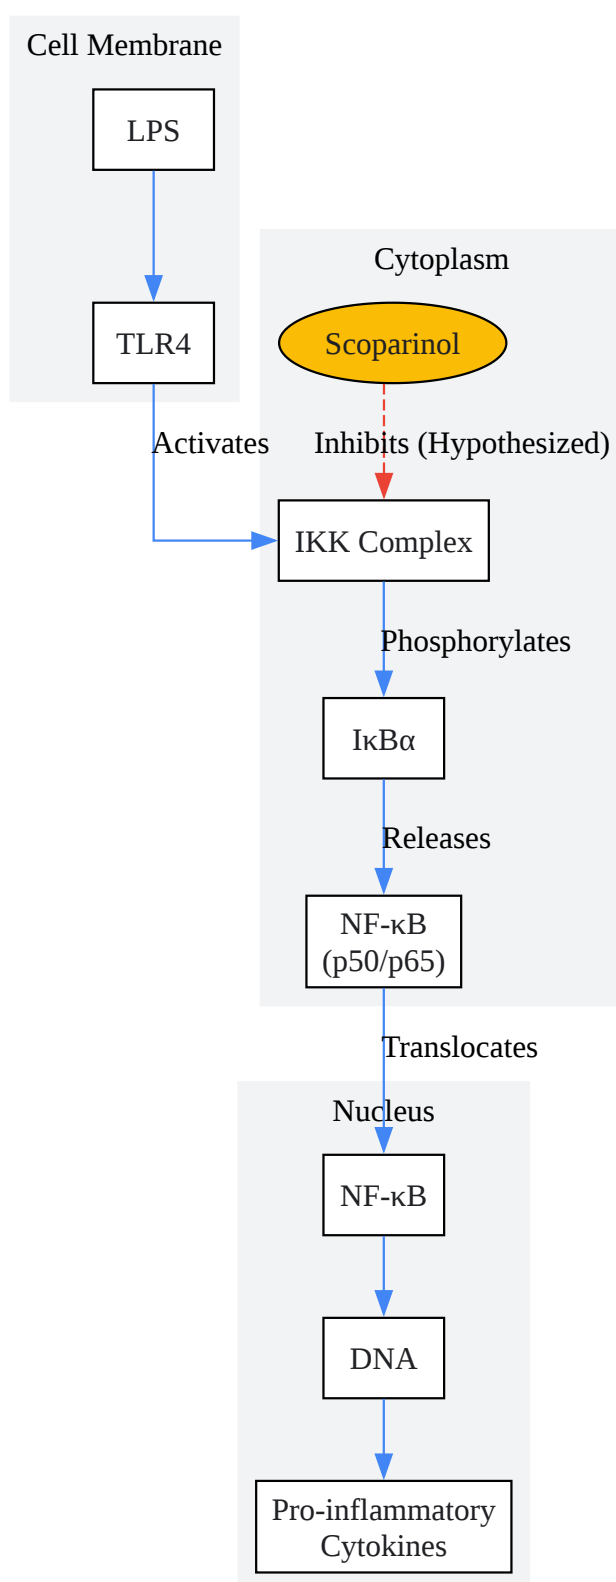 Cell Membrane
LPS
TLR4
Cytoplasm
Scoparinol
Activates
Inhibits (Hypothesized)
IKK Complex
Phosphorylates
IκBα
Releases
NF-κB
(p50/p65)
Translocates
Nucleus
NF-κB
DNA
Pro-inflammatory
Cytokines